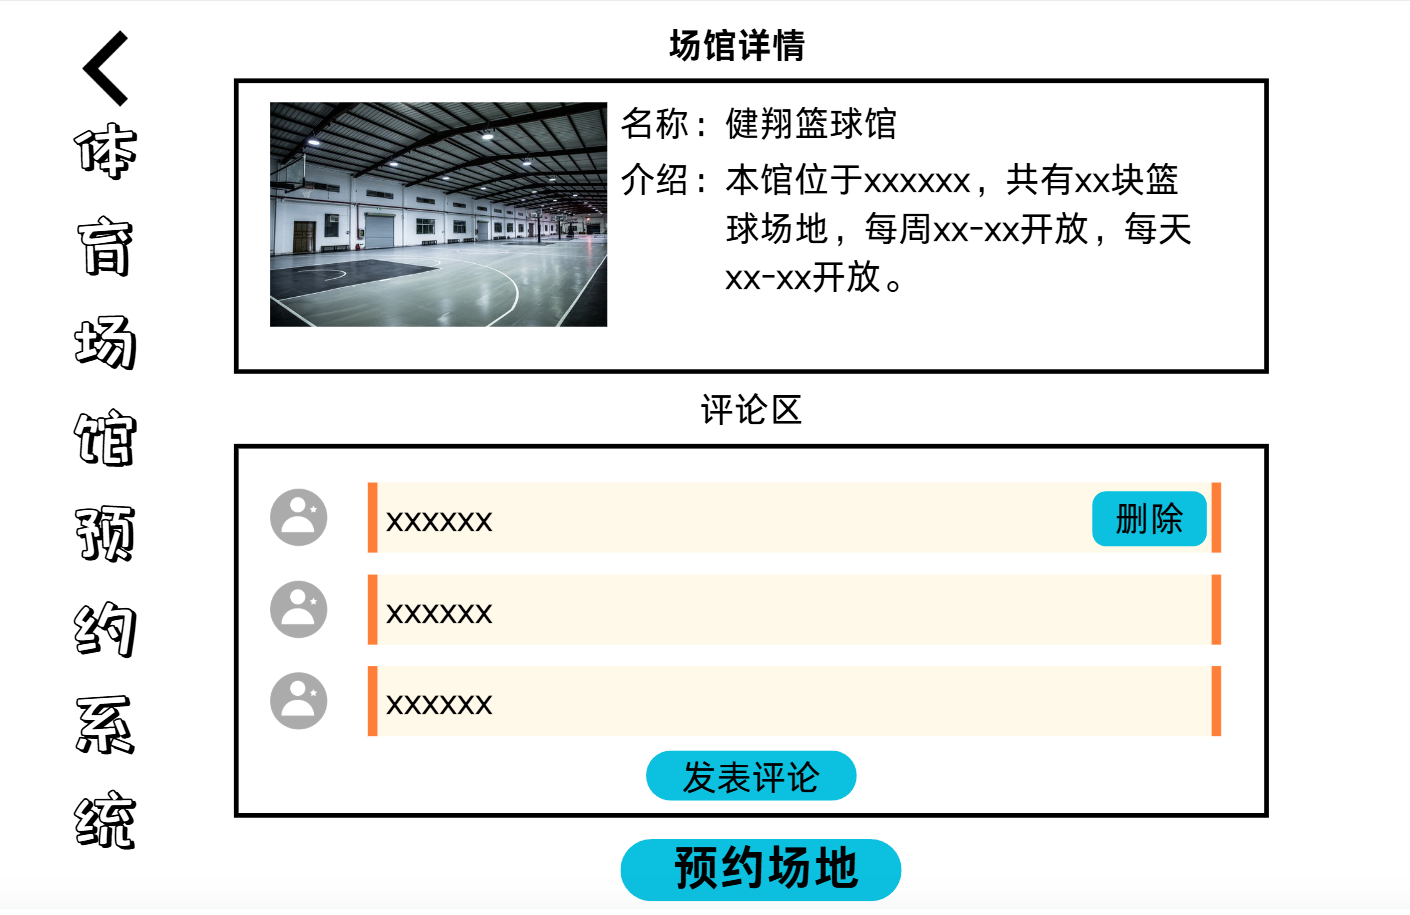 体育场馆预约系统
场馆详情
名称：健翔篮球馆
介绍：本馆位于xxxxxx，共有xx块篮
球场地，每周xx-xx开放，每天
xx-xx开放。
评论区
xxxxxx 删除
xxxxxx
xxxxxx
发表评论
预约场地